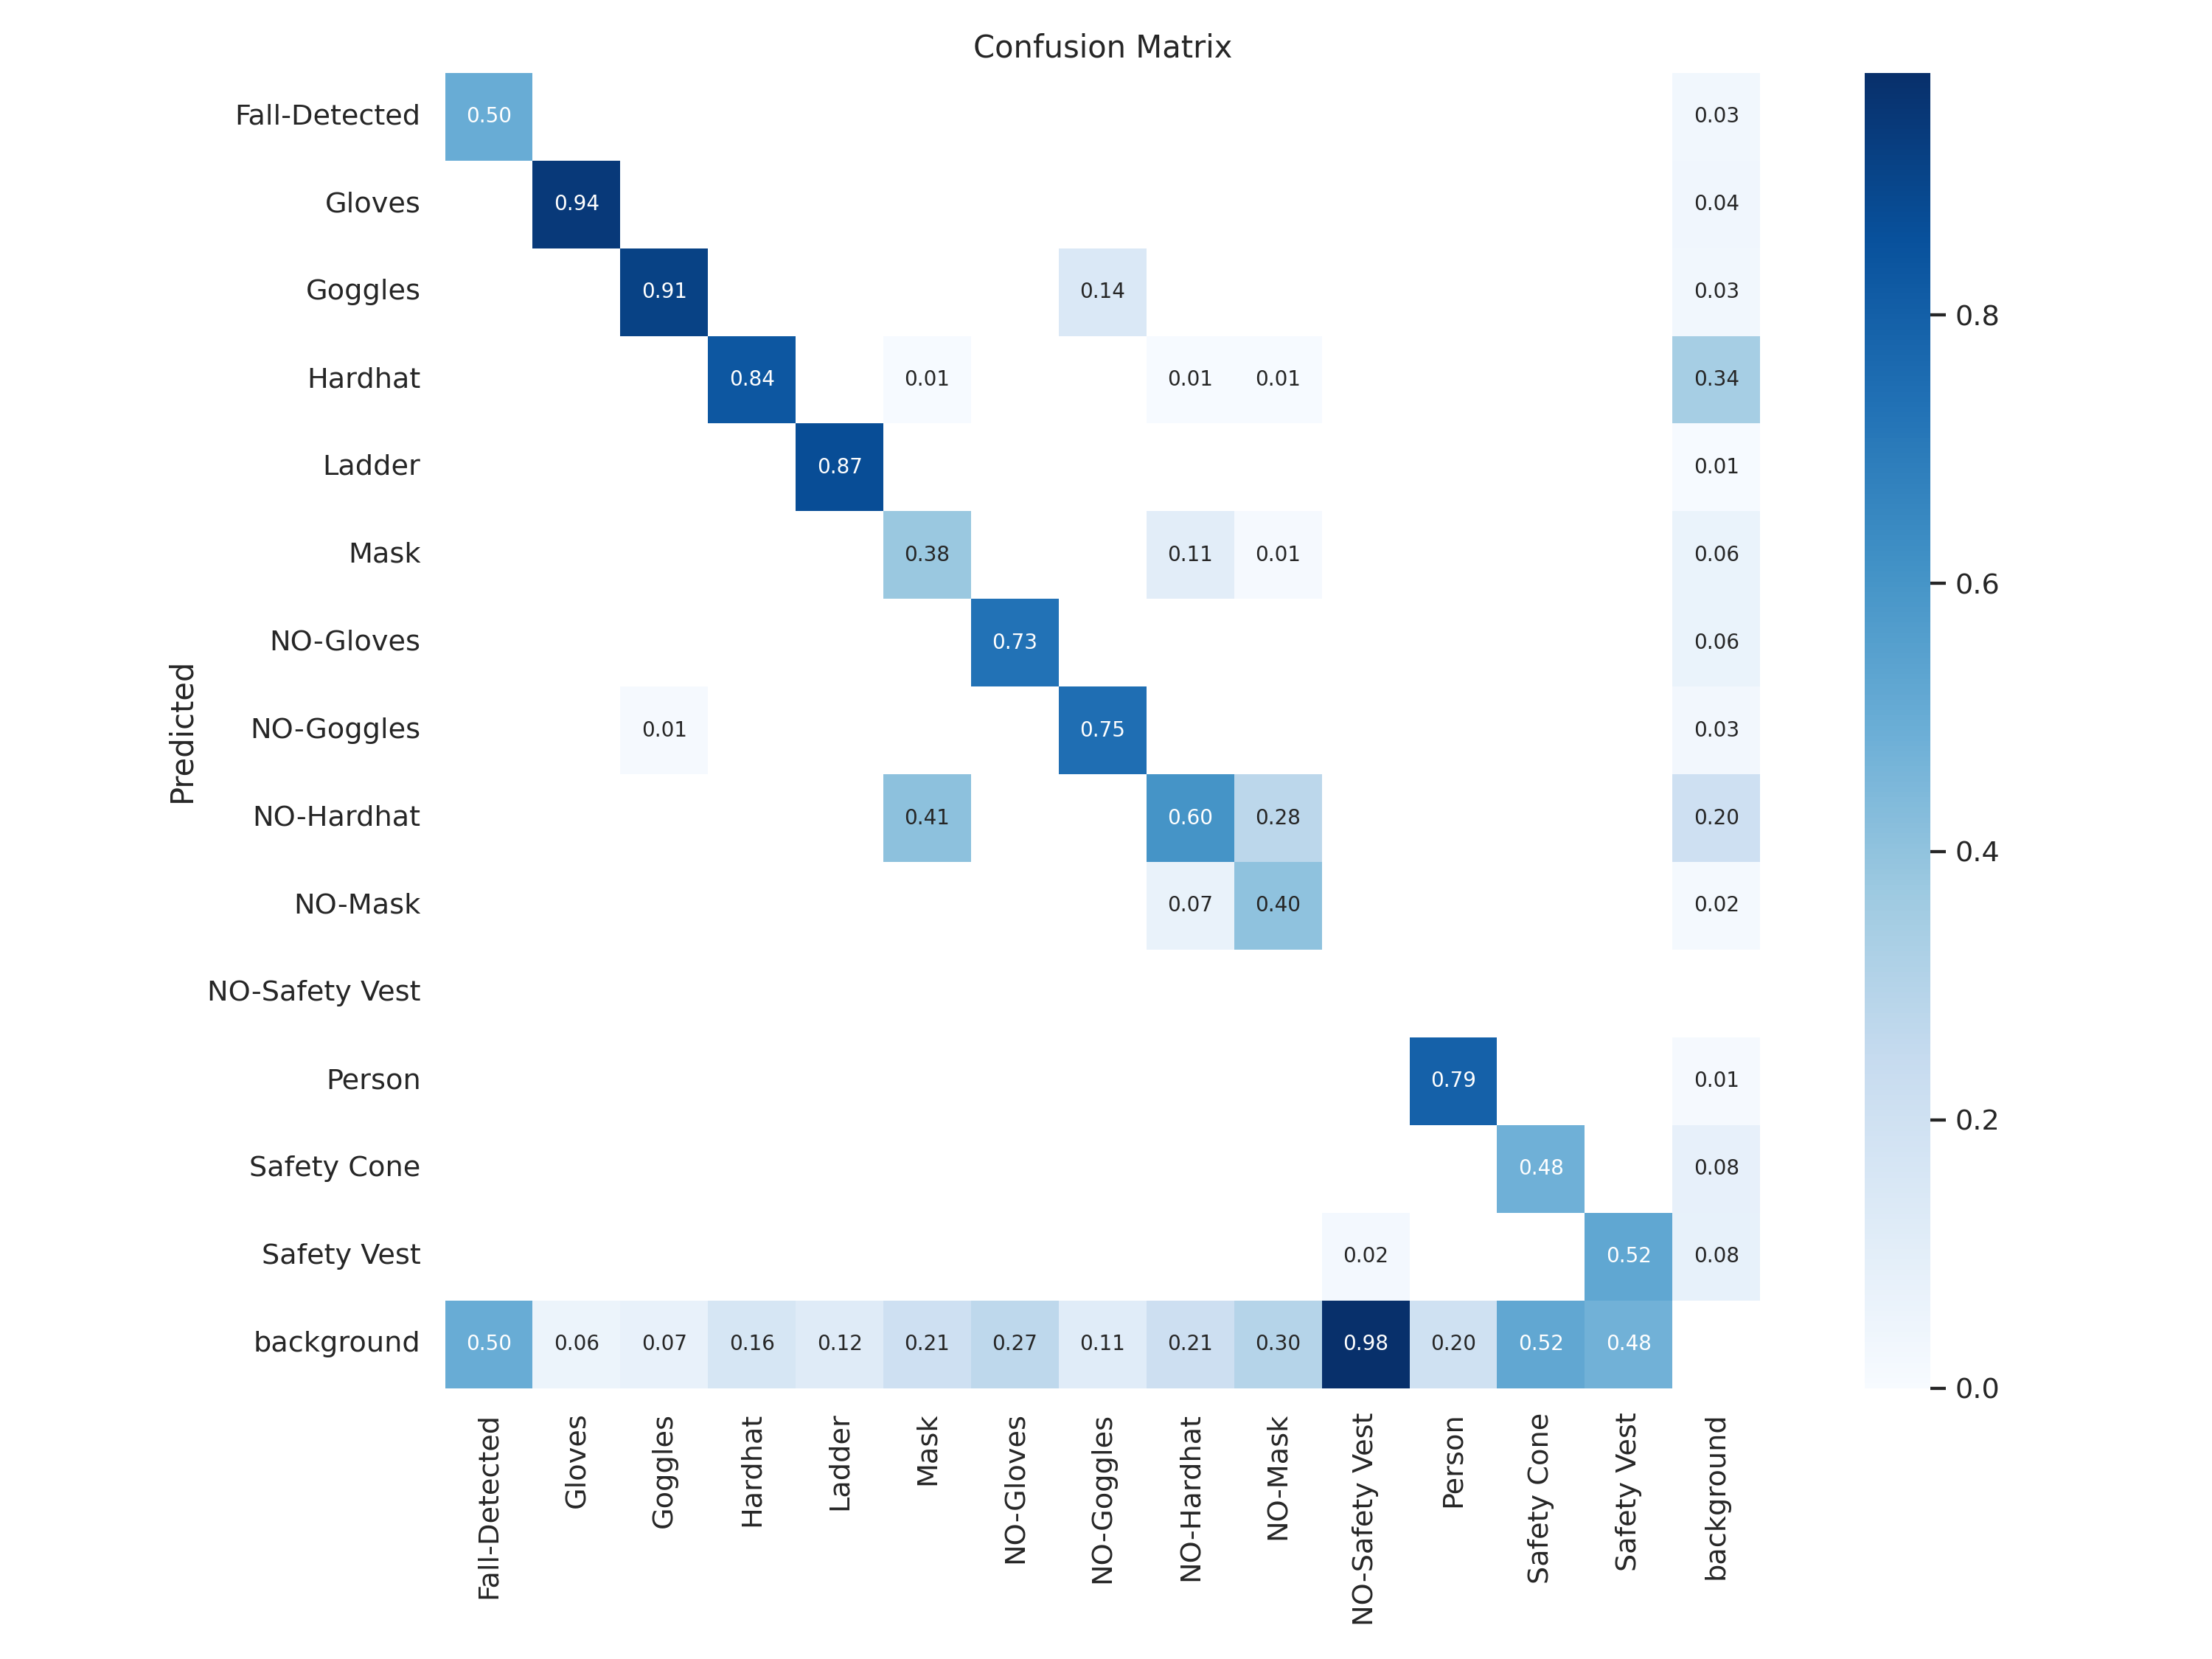 Confusion Matrix
Fall-Detected 0.50 0.03
Gloves 0.94 0.04
Goggles 0.91 0.14 0.03
0.8
Hardhat 0.84 0.01 0.01 0.01 0.34
Ladder 0.87 0.01
Mask 0.38 0.11 0.01 0.06
0.6
NO-Gloves 0.73 0.06
Predicted
NO-Goggles 0.01 0.75 0.03
NO-Hardhat 0.41 0.60 0.28 0.20
0.4
NO-Mask 0.07 0.40 0.02
NO-Safety Vest
Person 0.79 0.01
0.2
Safety Cone 0.48 0.08
Safety Vest 0.02 0.52 0.08
background 0.50 0.06 0.07 0.16 0.12 0.21 0.27 0.11 0.21 0.30 0.98 0.20 0.52 0.48
0.0
Fall-Detected
Gloves
Goggles
Hardhat
Ladder
Mask
NO-Gloves
NO-Goggles
NO-Hardhat
NO-Mask
NO-Safety Vest
Person
Safety Cone
Safety Vest
background